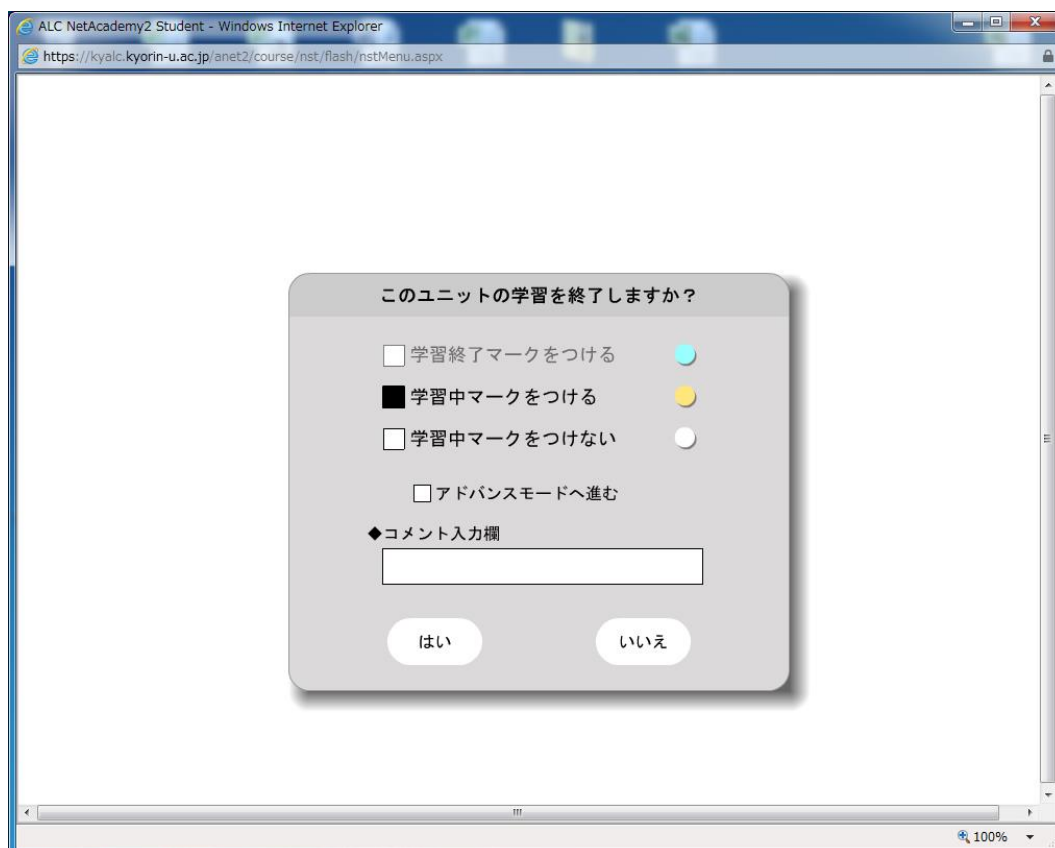 ALC NetAcademy2 Student - Windows Internet Explorer
https://kyalc.kyorin-u.ac.jp/anet2/course/nst/flash/nstMenu.aspx
このユニットの学習を終了しますか？
学習終了マークをつける
学習中マークをつける
学習中マークをつけない
アドバンスモードへ進む
◆コメント入力欄
はい
いいえ
100%